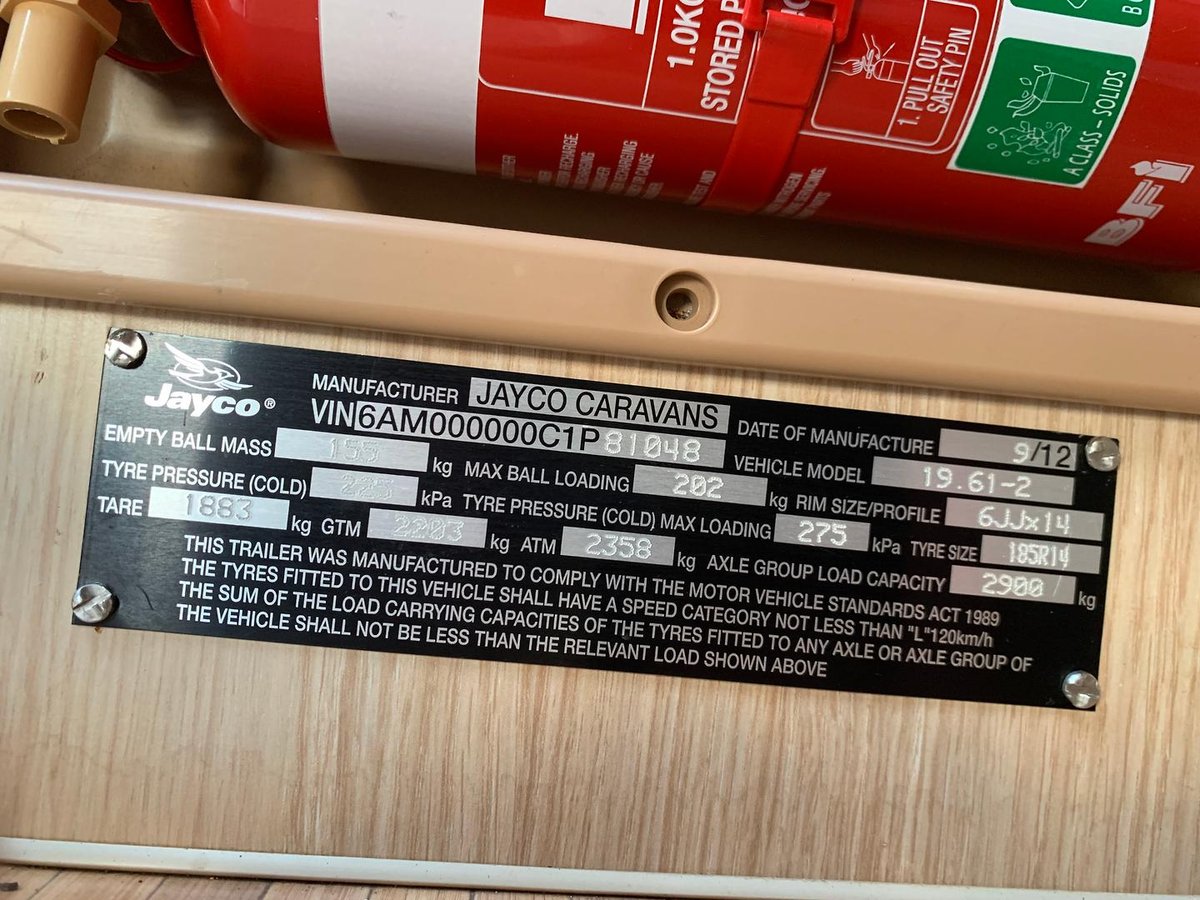 1.0KG
STORED P
1. PULL OUT
SAFETY PIN
A CLASS - SOLIDS
BFI
Jayco ®
MANUFACTURER JAYCO CARAVANS
VIN 6AM000000C1P81048
DATE OF MANUFACTURE 9/12
EMPTY BALL MASS 155 kg MAX BALL LOADING 202 kg
VEHICLE MODEL 19.61-2
TYRE PRESSURE (COLD) 225 kPa TYRE PRESSURE (COLD) MAX LOADING 275 kPa
RIM SIZE/PROFILE 6JJx14
TYRE SIZE 185R14
TARE 1883 kg GTM 2203 kg ATM 2358 kg AXLE GROUP LOAD CAPACITY 2900 kg
THIS TRAILER WAS MANUFACTURED TO COMPLY WITH THE MOTOR VEHICLE STANDARDS ACT 1989
THE TYRES FITTED TO THIS VEHICLE SHALL HAVE A SPEED CATEGORY NOT LESS THAN "L"120km/h
THE SUM OF THE LOAD CARRYING CAPACITIES OF THE TYRES FITTED TO ANY AXLE OR AXLE GROUP OF
THE VEHICLE SHALL NOT BE LESS THAN THE RELEVANT LOAD SHOWN ABOVE